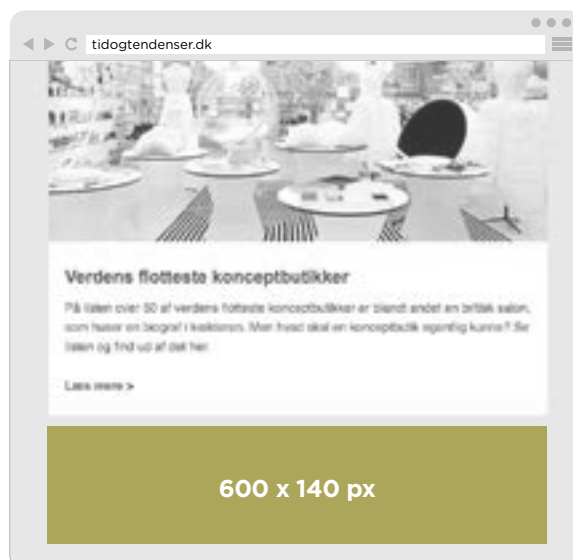 tidogtendenser.dk
Verdens flotteste konceptbutikker
På listen over 50 af verdens flotteste konceptbutikker er blandt andet en britisk salon,
som huser en biograf i kælderen. Men hvad skal en konceptbutik egentlig kunne? Se
listen og find ud af det her.
Læs mere >
600 x 140 px